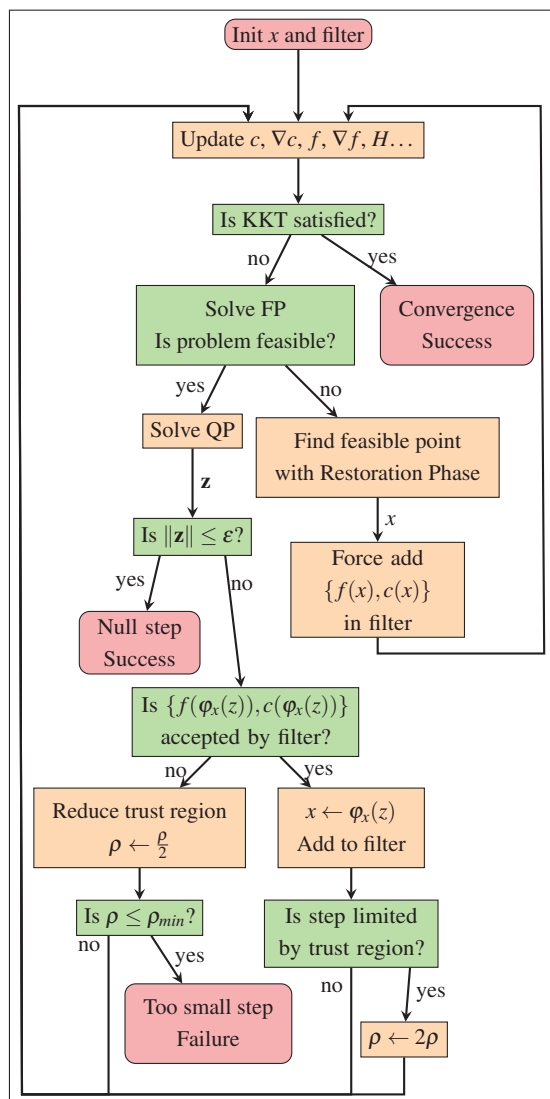 Init x and filter
Update c, ∇c, f, ∇f, H...
Is KKT satisfied?
no
yes
Solve FP
Is problem feasible?
Convergence
Success
yes
no
Solve QP
Find feasible point
with Restoration Phase
z
x
Is ‖z‖ ≤ ε?
Force add
{f(x), c(x)}
in filter
yes
no
Null step
Success
Is {f(φₓ(z)), c(φₓ(z))}
accepted by filter?
no
yes
Reduce trust region
ρ ← ρ/2
x ← φₓ(z)
Add to filter
Is ρ ≤ ρ_min?
Is step limited
by trust region?
no
yes
no
yes
Too small step
Failure
ρ ← 2ρ